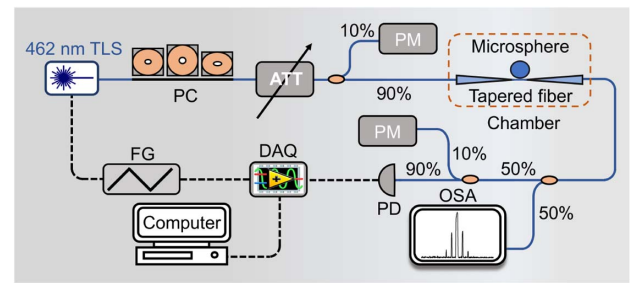 462 nm TLS
PC
ATT
10%
PM
90%
Microsphere
Tapered fiber
Chamber
PM
10%
FG
DAQ
PD
90%
OSA
50%
50%
Computer